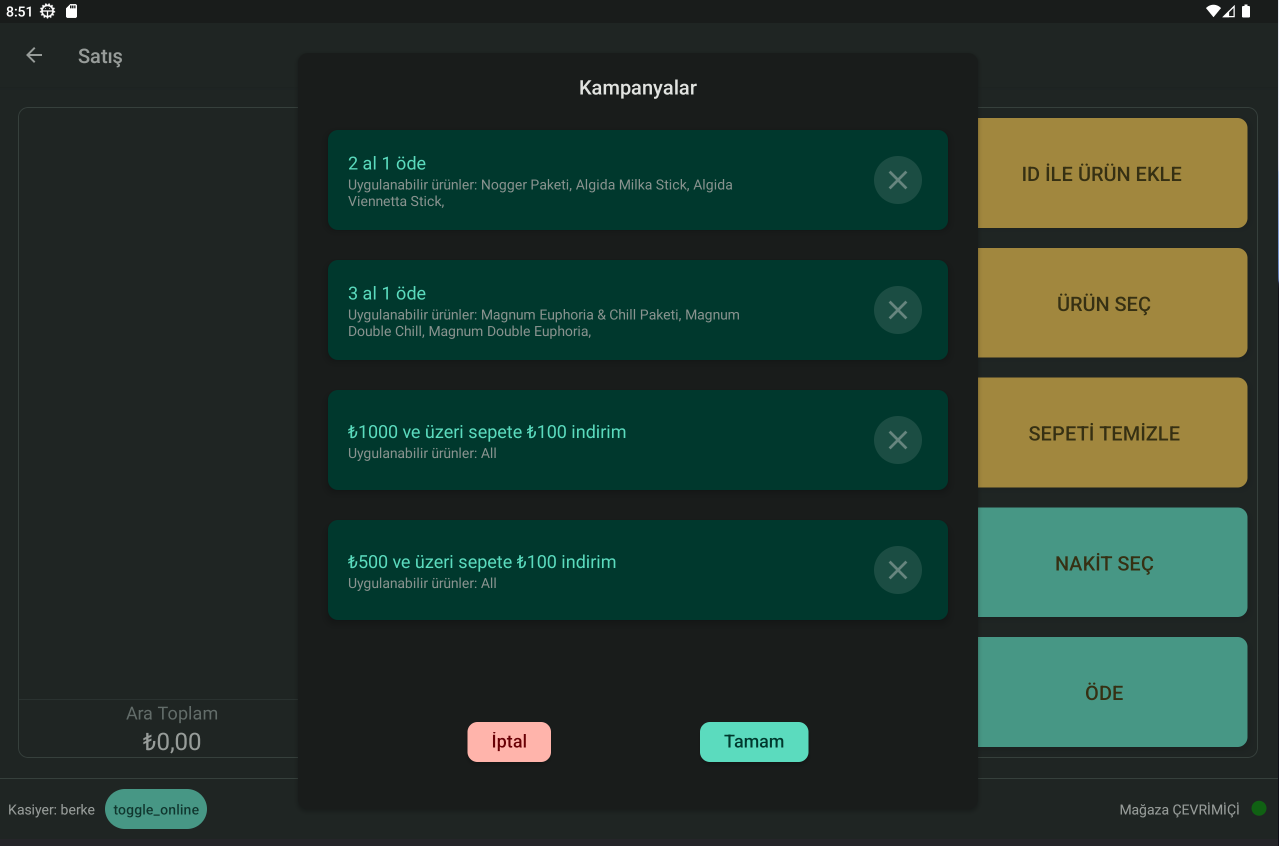 8:51
Satış
Kampanyalar
2 al 1 öde
Uygulanabilir ürünler: Nogger Paketi, Algida Milka Stick, Algida
Viennetta Stick,
3 al 1 öde
Uygulanabilir ürünler: Magnum Euphoria & Chill Paketi, Magnum
Double Chill, Magnum Double Euphoria,
₺1000 ve üzeri sepete ₺100 indirim
Uygulanabilir ürünler: All
₺500 ve üzeri sepete ₺100 indirim
Uygulanabilir ürünler: All
İptal
Tamam
ID İLE ÜRÜN EKLE
ÜRÜN SEÇ
SEPETİ TEMİZLE
NAKİT SEÇ
ÖDE
Ara Toplam
₺0,00
Kasiyer: berke
toggle_online
Mağaza ÇEVRİMİÇİ